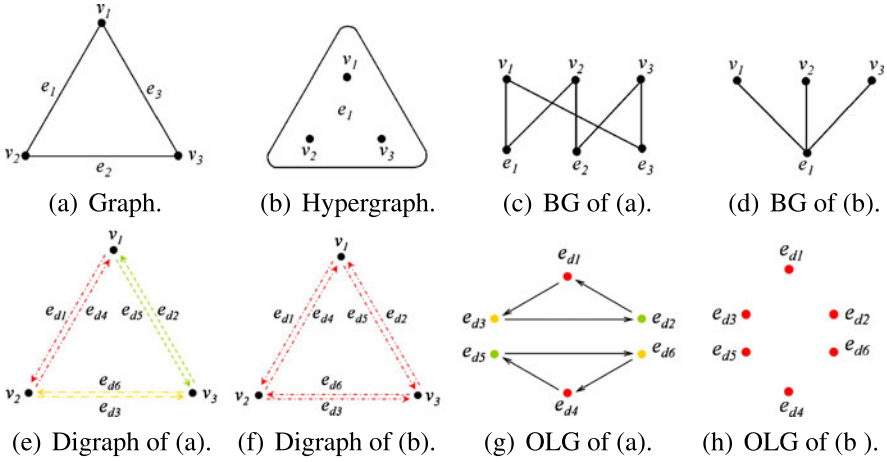 v1
e1 e3
v2 e2 v3
(a) Graph.
v1
e1
v2 v3
(b) Hypergraph.
v1 v2 v3
e1 e2 e3
(c) BG of (a).
v1 v2 v3
e1
(d) BG of (b).
v1
ed1 ed4 ed5 ed2
ed6
v2 v3
ed3
(e) Digraph of (a).
v1
ed1 ed4 ed5 ed2
ed6
v2 v3
ed3
(f) Digraph of (b).
ed1
ed3 ed2
ed5 ed6
ed4
(g) OLG of (a).
ed1
ed3 ed2
ed5 ed6
ed4
(h) OLG of (b ).